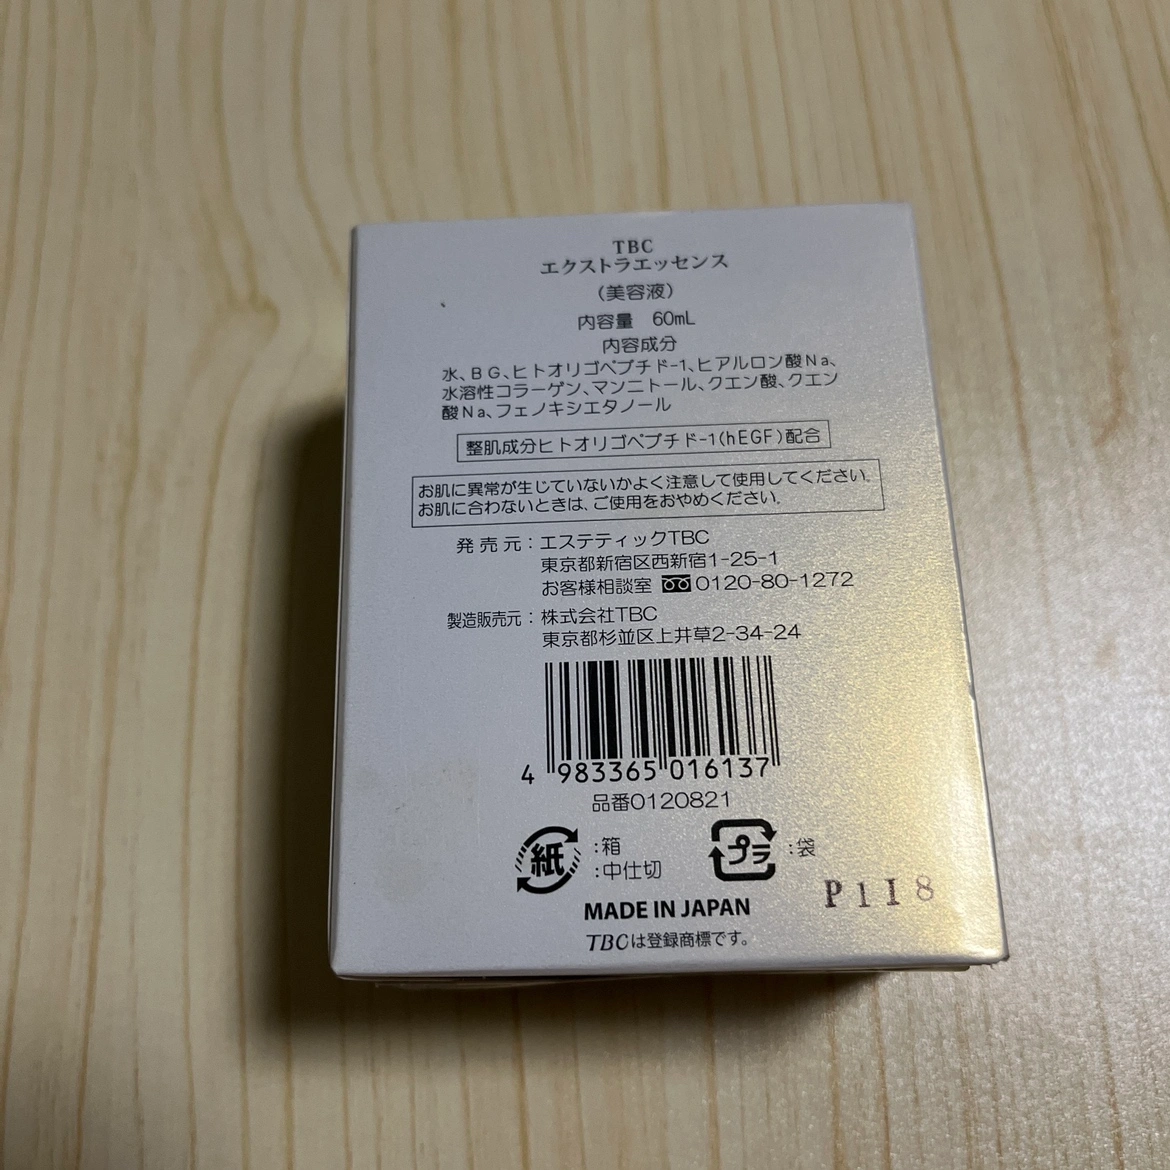 TBC
エクストラエッセンス
（美容液）
内容量　60mL
内容成分
水、BG、ヒトオリゴペプチド-1、ヒアルロン酸Na、
水溶性コラーゲン、マンニトール、クエン酸、クエン
酸Na、フェノキシエタノール
整肌成分ヒトオリゴペプチド-1(hEGF)配合
お肌に異常が生じていないかよく注意して使用してください。
お肌に合わないときは、ご使用をおやめください。
発売元：エステティックTBC
東京都新宿区西新宿1-25-1
お客様相談室 0120-80-1272
製造販売元：株式会社TBC
東京都杉並区上井草2-34-24
4 983365 016137
品番0120821
紙 ：箱
：中仕切
プラ ：袋
P1I8
MADE IN JAPAN
TBCは登録商標です。